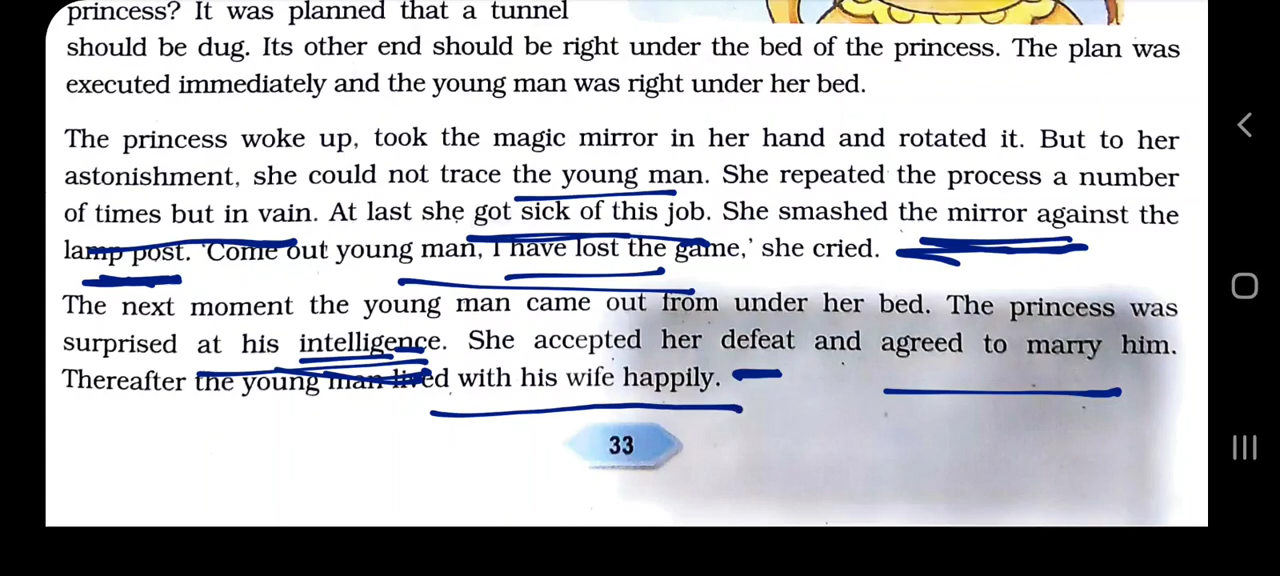 princess? It was planned that a tunnel
should be dug. Its other end should be right under the bed of the princess. The plan was
executed immediately and the young man was right under her bed.
The princess woke up, took the magic mirror in her hand and rotated it. But to her
astonishment, she could not trace the young man. She repeated the process a number
of times but in vain. At last she got sick of this job. She smashed the mirror against the
lamp post. 'Come out young man, I have lost the game,' she cried.
The next moment the young man came out from under her bed. The princess was
surprised at his intelligence. She accepted her defeat and agreed to marry him.
Thereafter the young man lived with his wife happily.
33